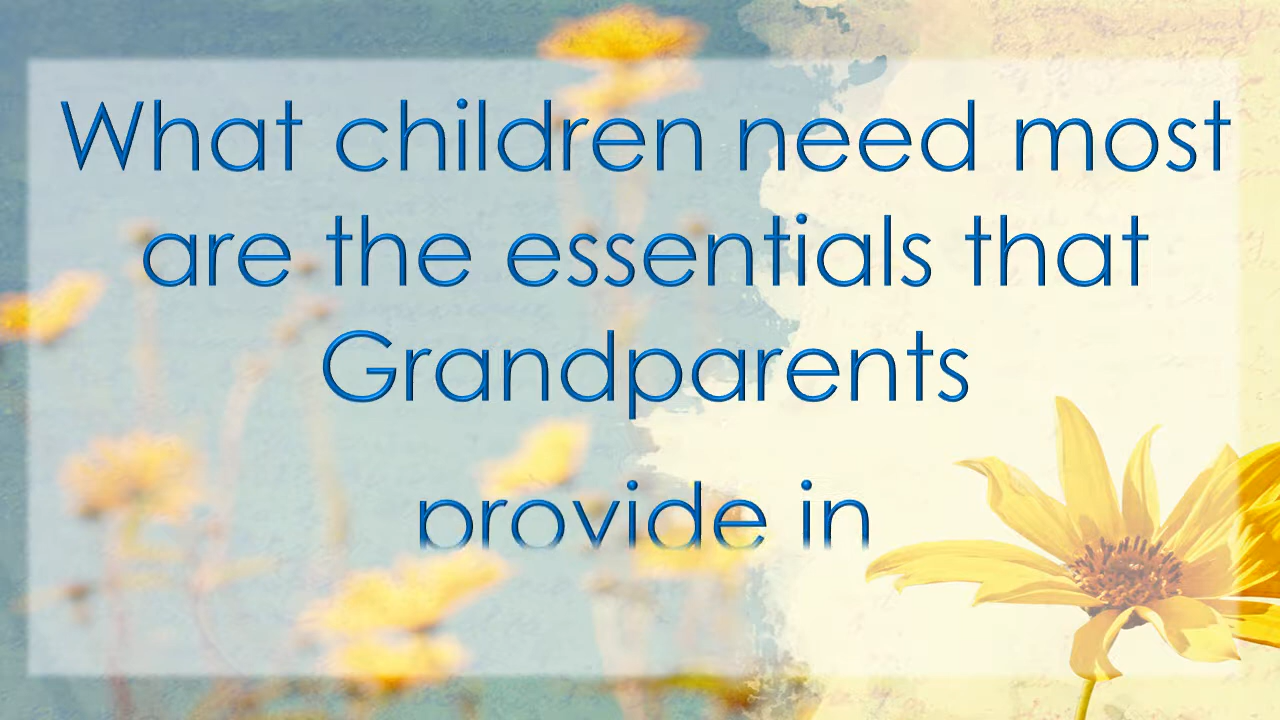 What children need most
are the essentials that
Grandparents
provide in